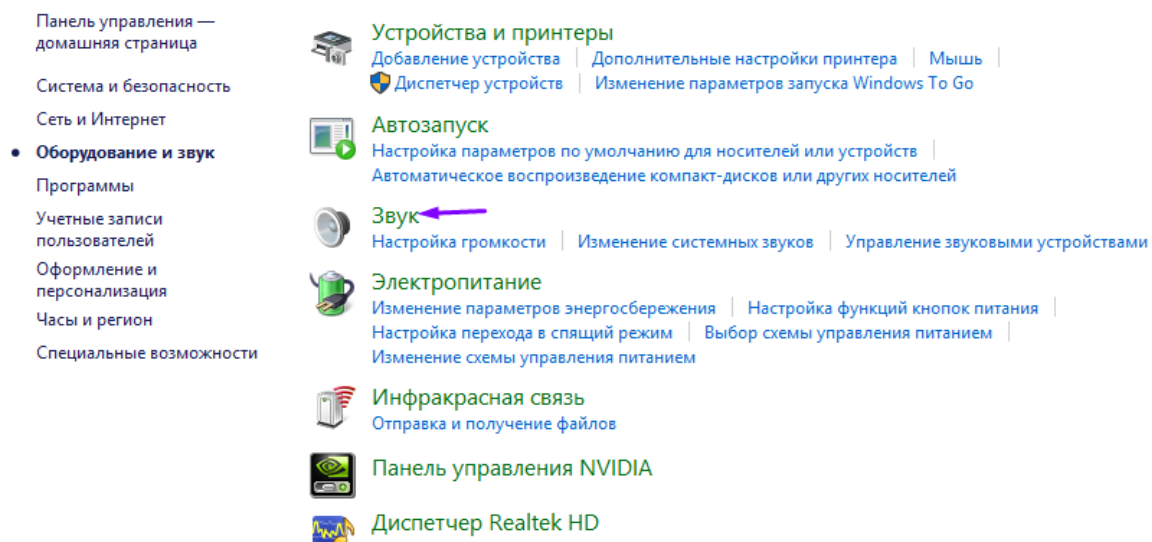 Панель управления —
домашняя страница
Система и безопасность
Сеть и Интернет
Оборудование и звук
Программы
Учетные записи
пользователей
Оформление и
персонализация
Часы и регион
Специальные возможности
Устройства и принтеры
Добавление устройства Дополнительные настройки принтера Мышь
Диспетчер устройств Изменение параметров запуска Windows To Go
Автозапуск
Настройка параметров по умолчанию для носителей или устройств
Автоматическое воспроизведение компакт-дисков или других носителей
Звук
Настройка громкости Изменение системных звуков Управление звуковыми устройствами
Электропитание
Изменение параметров энергосбережения Настройка функций кнопок питания
Настройка перехода в спящий режим Выбор схемы управления питанием
Изменение схемы управления питанием
Инфракрасная связь
Отправка и получение файлов
Панель управления NVIDIA
Диспетчер Realtek HD